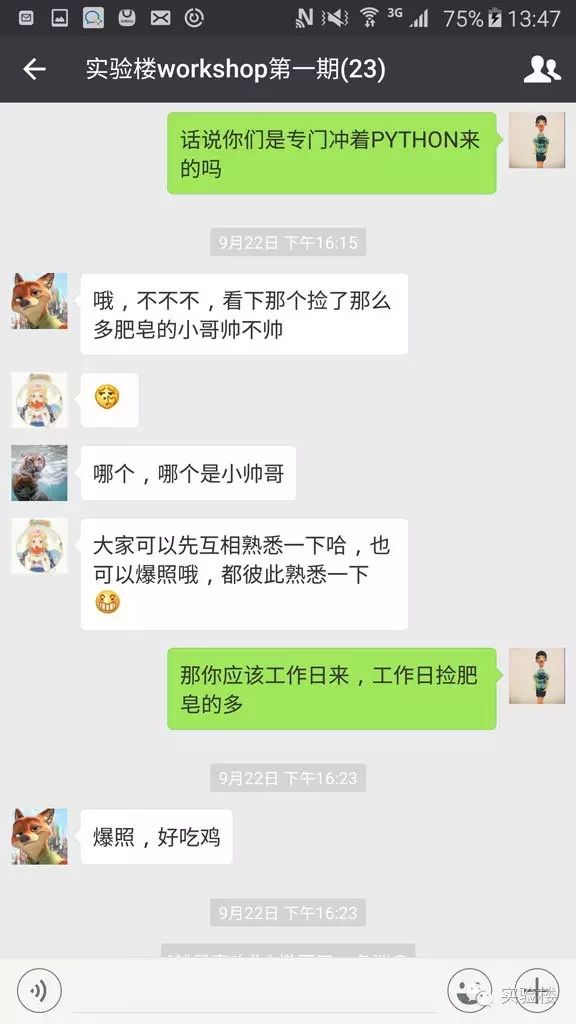 3G 75% 13:47
实验楼workshop第一期(23)
话说你们是专门冲着PYTHON来
的吗
9月22日 下午16:15
哦，不不不，看下那个捡了那么
多肥皂的小哥帅不帅
哪个，哪个是小帅哥
大家可以先互相熟悉一下哈，也
可以爆照哦，都彼此熟悉一下
那你应该工作日来，工作日捡肥
皂的多
9月22日 下午16:23
爆照，好吃鸡
9月22日 下午16:23
实验楼